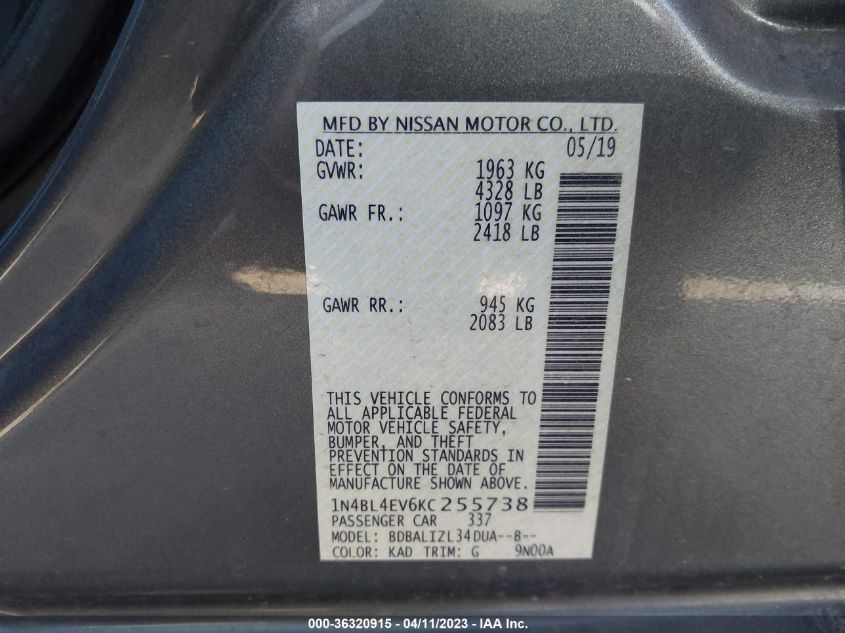 MFD BY NISSAN MOTOR CO., LTD.
DATE: 05/19
GVWR: 1963 KG
4328 LB
GAWR FR.: 1097 KG
2418 LB
GAWR RR.: 945 KG
2083 LB
THIS VEHICLE CONFORMS TO
ALL APPLICABLE FEDERAL
MOTOR VEHICLE SAFETY,
BUMPER, AND THEFT
PREVENTION STANDARDS IN
EFFECT ON THE DATE OF
MANUFACTURE SHOWN ABOVE.
1N4BL4EV6KC255738
PASSENGER CAR 337
MODEL: BDBALIZL34DUA--B--
COLOR: KAD TRIM: G 9N00A
000-36320915 - 04/11/2023 - IAA Inc.